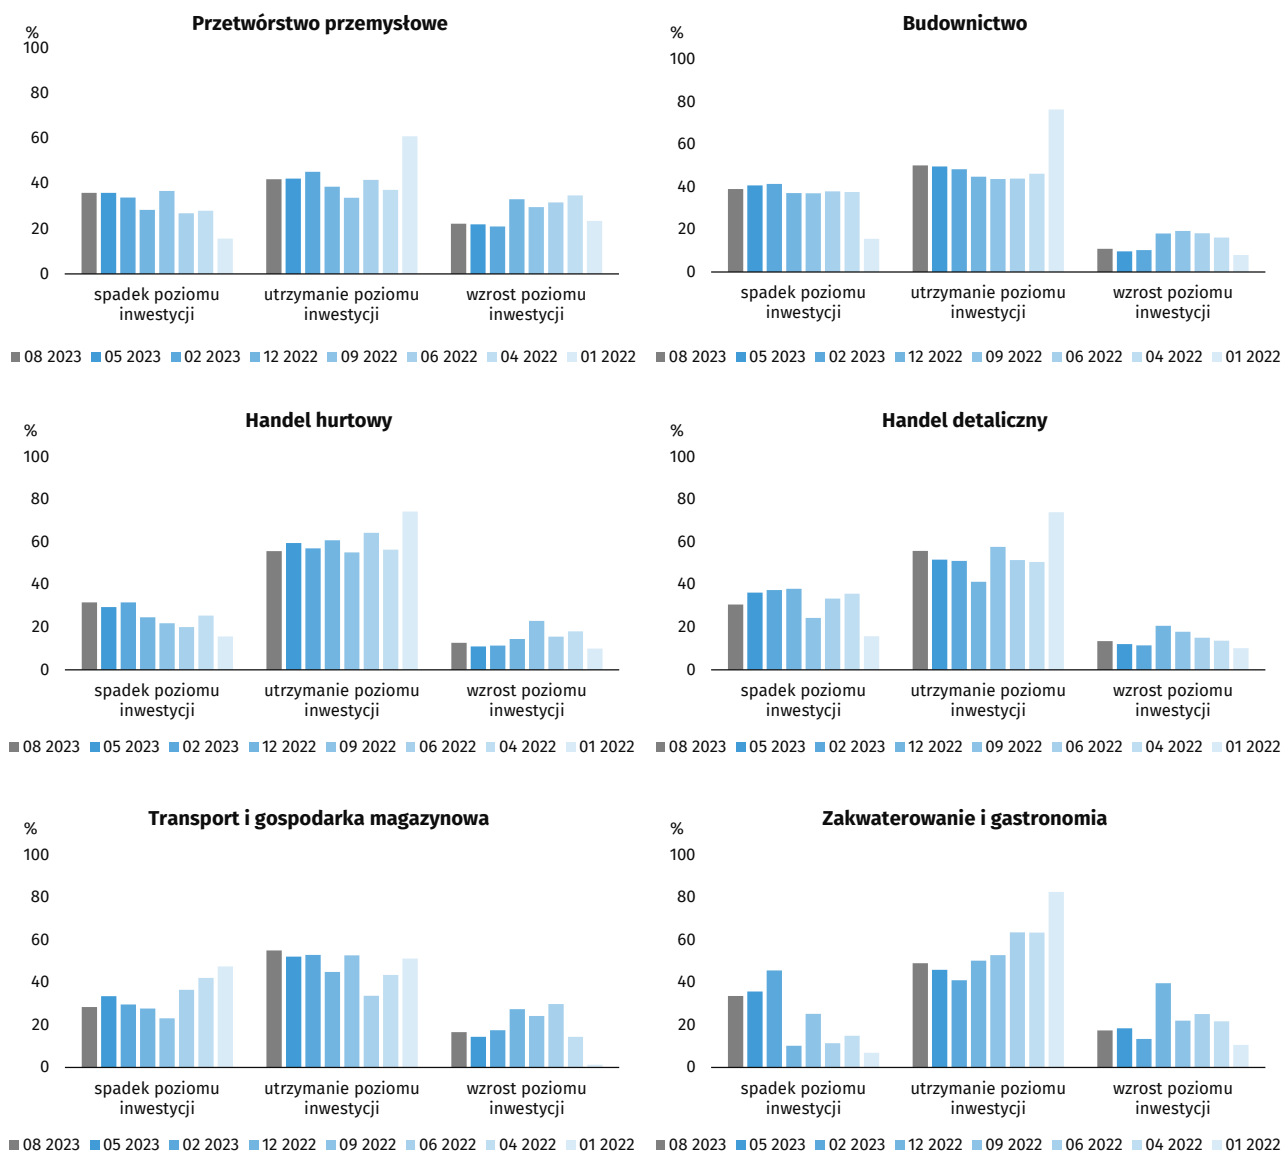 Przetwórstwo przemysłowe
%
100
80
60
40
20
0
spadek poziomu inwestycji
utrzymanie poziomu inwestycji
wzrost poziomu inwestycji
08 2023 05 2023 02 2023 12 2022 09 2022 06 2022 04 2022 01 2022
Budownictwo
%
100
80
60
40
20
0
spadek poziomu inwestycji
utrzymanie poziomu inwestycji
wzrost poziomu inwestycji
08 2023 05 2023 02 2023 12 2022 09 2022 06 2022 04 2022 01 2022
Handel hurtowy
%
100
80
60
40
20
0
spadek poziomu inwestycji
utrzymanie poziomu inwestycji
wzrost poziomu inwestycji
08 2023 05 2023 02 2023 12 2022 09 2022 06 2022 04 2022 01 2022
Handel detaliczny
%
100
80
60
40
20
0
spadek poziomu inwestycji
utrzymanie poziomu inwestycji
wzrost poziomu inwestycji
08 2023 05 2023 02 2023 12 2022 09 2022 06 2022 04 2022 01 2022
Transport i gospodarka magazynowa
%
100
80
60
40
20
0
spadek poziomu inwestycji
utrzymanie poziomu inwestycji
wzrost poziomu inwestycji
08 2023 05 2023 02 2023 12 2022 09 2022 06 2022 04 2022 01 2022
Zakwaterowanie i gastronomia
%
100
80
60
40
20
0
spadek poziomu inwestycji
utrzymanie poziomu inwestycji
wzrost poziomu inwestycji
08 2023 05 2023 02 2023 12 2022 09 2022 06 2022 04 2022 01 2022